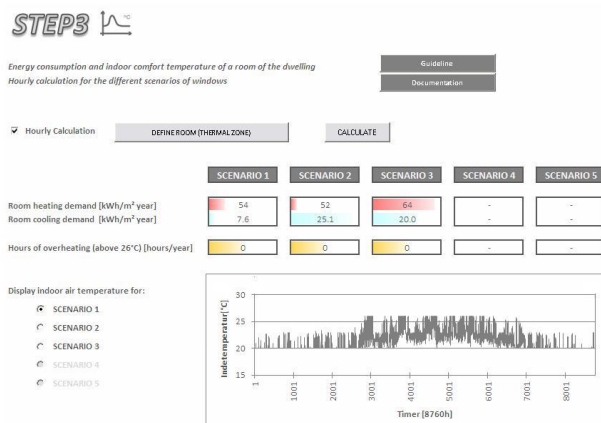 STEP3 °C
Energy consumption and indoor comfort temperature of a room of the dwelling
Hourly calculation for the different scenarios of windows
Guideline
Documentation
Hourly Calculation
DEFINE ROOM (THERMAL ZONE)
CALCULATE
SCENARIO 1 SCENARIO 2 SCENARIO 3 SCENARIO 4 SCENARIO 5
Room heating demand [kWh/m² year] 54 52 64 - -
Room cooling demand [kWh/m² year] 7.6 25.1 20.0 - -
Hours of overheating (above 26°C) [hours/year] 0 0 0 - -
Display indoor air temperature for:
SCENARIO 1
SCENARIO 2
SCENARIO 3
SCENARIO 4
SCENARIO 5
Indetemperatur[°C]
30
25
20
15
1 1001 2001 3001 4001 5001 6001 7001 8001
Timer [8760h]